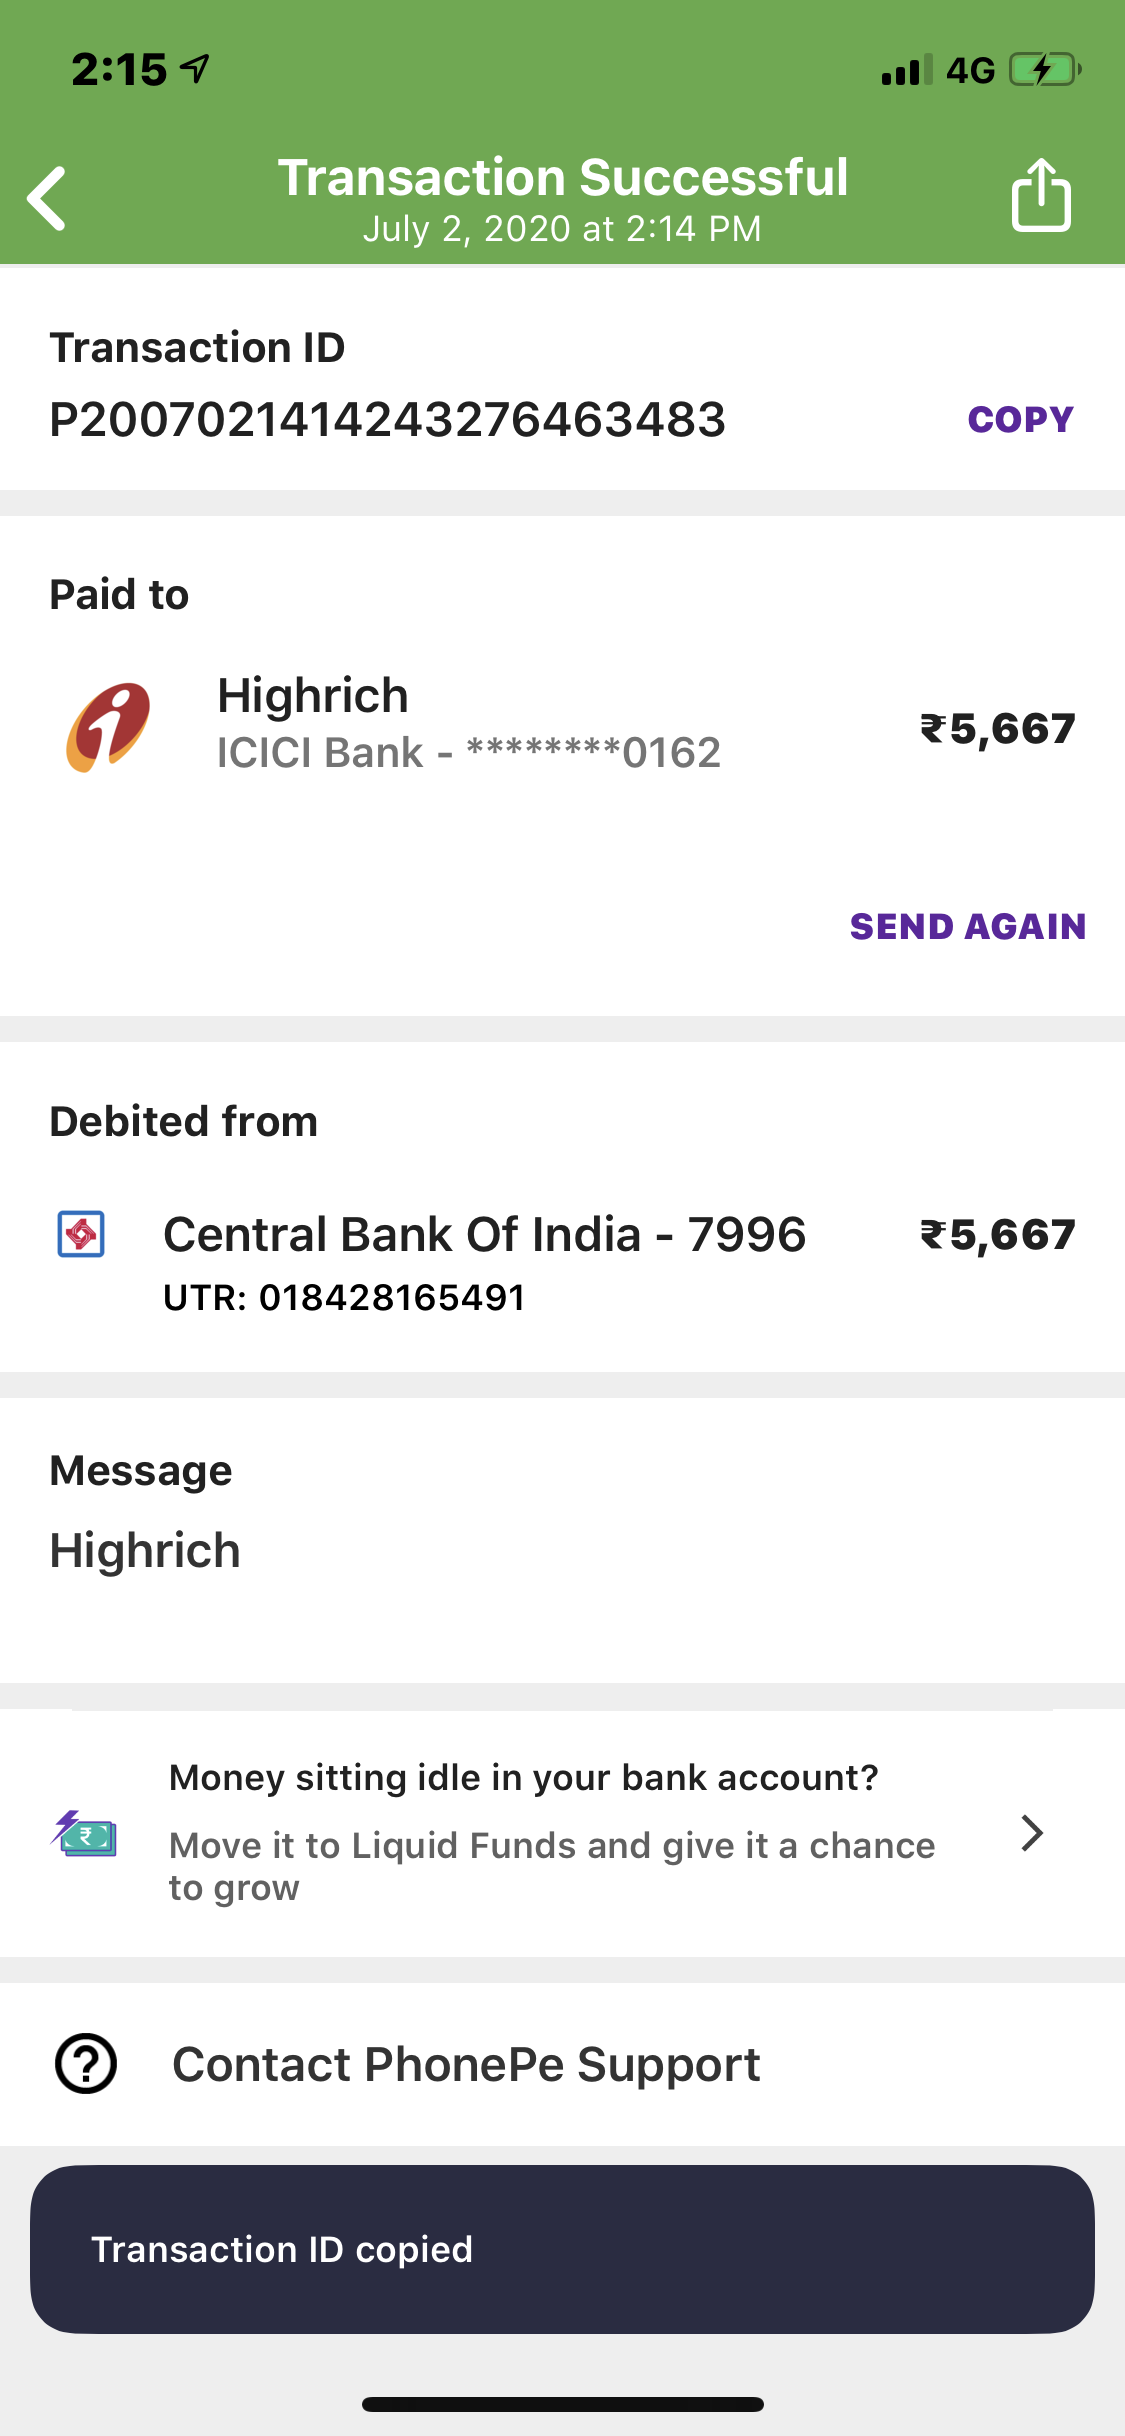 2:15
4G
Transaction Successful
July 2, 2020 at 2:14 PM
Transaction ID
P2007021414243276463483
COPY
Paid to
Highrich
ICICI Bank - ********0162
₹5,667
SEND AGAIN
Debited from
Central Bank Of India - 7996
₹5,667
UTR: 018428165491
Message
Highrich
Money sitting idle in your bank account?
Move it to Liquid Funds and give it a chance
to grow
Contact PhonePe Support
Transaction ID copied